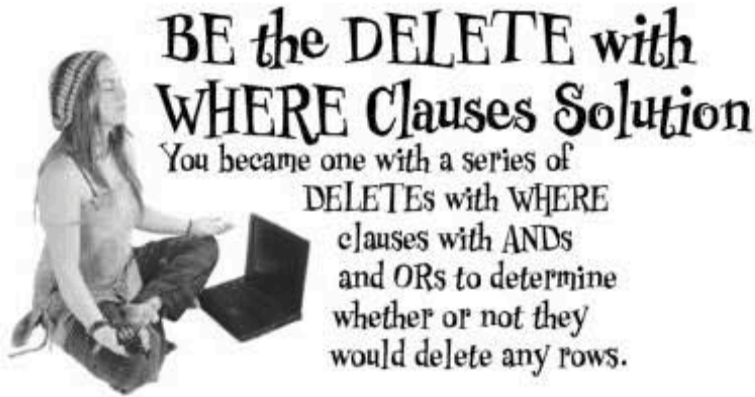 BE the DELETE with
WHERE Clauses Solution
You became one with a series of
DELETEs with WHERE
clauses with ANDs
and ORs to determine
whether or not they
would delete any rows.